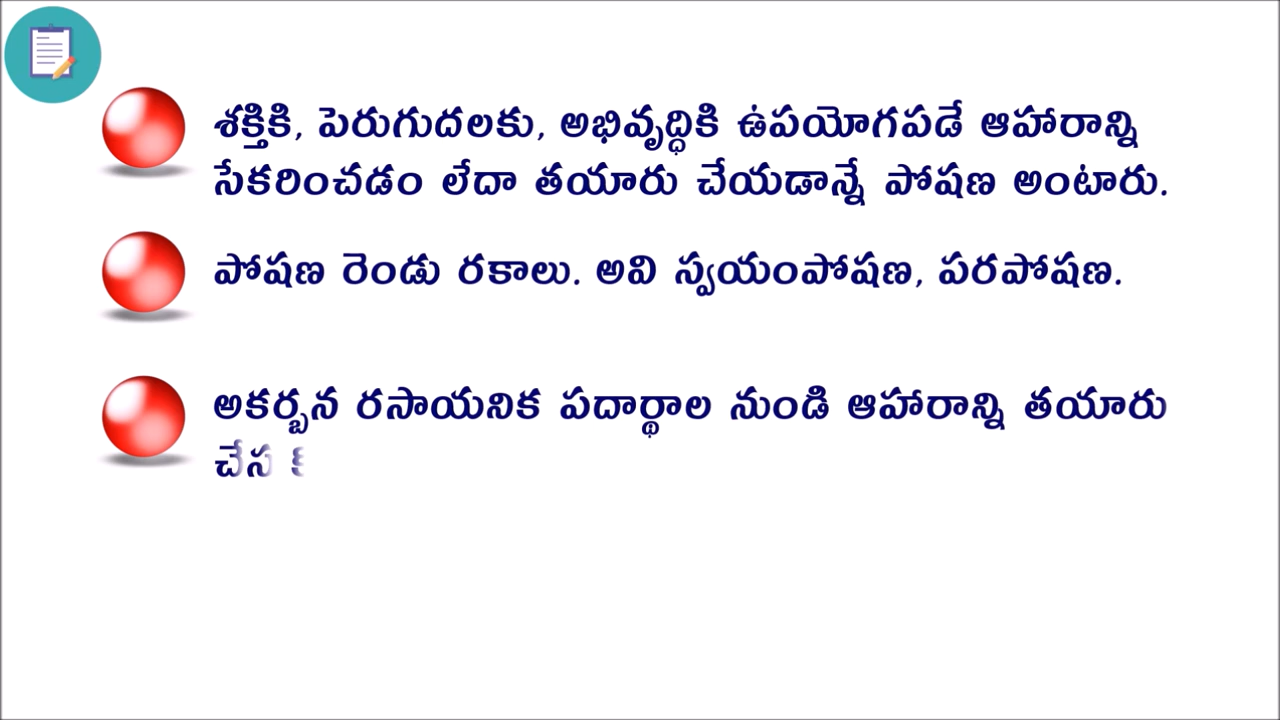 శక్తికి, పెరుగుదలకు, అభివృద్ధికి ఉపయోగపడే ఆహారాన్ని
సేకరించడం లేదా తయారు చేయడాన్నే పోషణ అంటారు.
పోషణ రెండు రకాలు. అవి స్వయంపోషణ, పరపోషణ.
అకర్బన రసాయనిక పదార్థాల నుండి ఆహారాన్ని తయారు